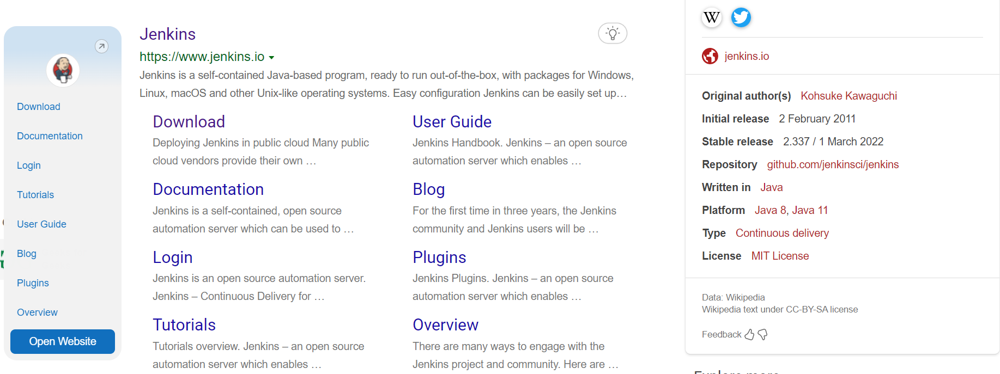 Download
Documentation
Login
Tutorials
User Guide
Blog
Plugins
Overview
Open Website
Jenkins
https://www.jenkins.io
Jenkins is a self-contained Java-based program, ready to run out-of-the-box, with packages for Windows,
Linux, macOS and other Unix-like operating systems. Easy configuration Jenkins can be easily set up…
Download
Deploying Jenkins in public cloud Many public
cloud vendors provide their own …
User Guide
Jenkins Handbook. Jenkins – an open source
automation server which enables …
Documentation
Jenkins is a self-contained, open source
automation server which can be used to …
Blog
For the first time in three years, the Jenkins
community and Jenkins users will be …
Login
Jenkins is an open source automation server.
Jenkins – Continuous Delivery for …
Plugins
Jenkins Plugins. Jenkins – an open source
automation server which enables …
Tutorials
Tutorials overview. Jenkins – an open source
automation server which enables …
Overview
There are many ways to engage with the
Jenkins project and community. Here are …
W
jenkins.io
Original author(s) Kohsuke Kawaguchi
Initial release 2 February 2011
Stable release 2.337 / 1 March 2022
Repository github.com/jenkinsci/jenkins
Written in Java
Platform Java 8, Java 11
Type Continuous delivery
License MIT License
Data: Wikipedia
Wikipedia text under CC-BY-SA license
Feedback
Explore more